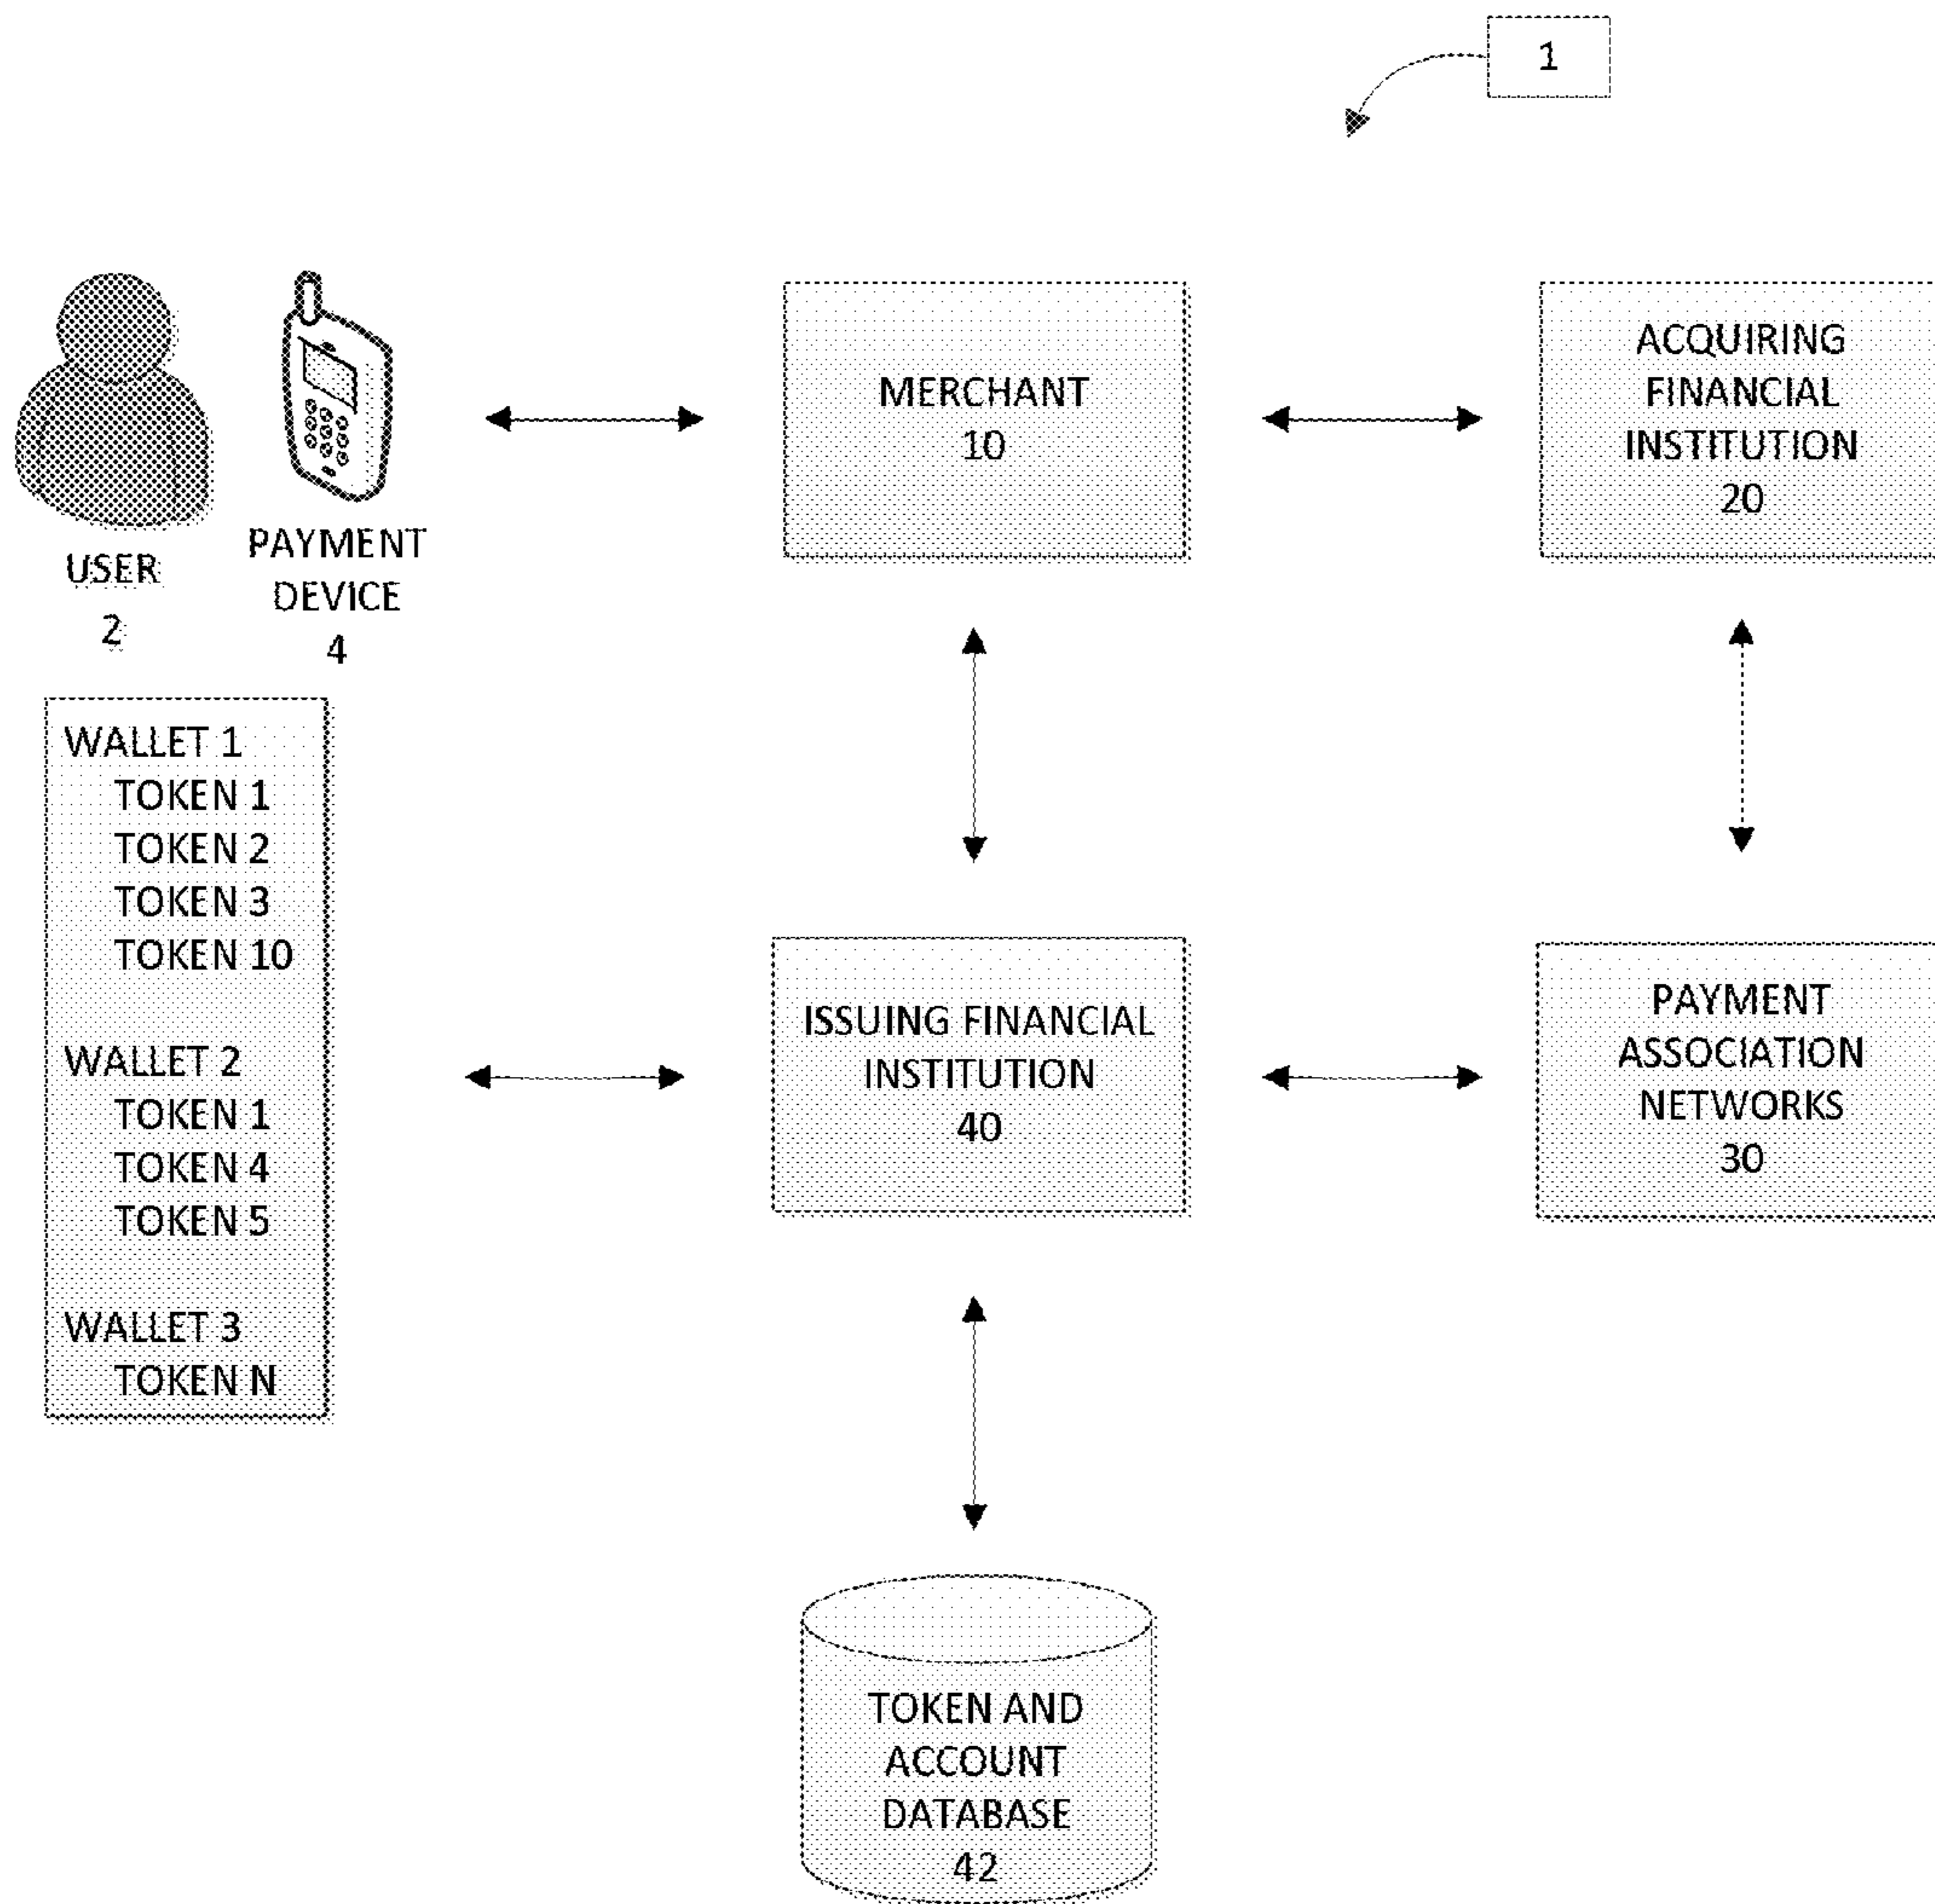 1
USER
2
PAYMENT
DEVICE
4
MERCHANT
10
ACQUIRING
FINANCIAL
INSTITUTION
20
WALLET 1
TOKEN 1
TOKEN 2
TOKEN 3
TOKEN 10
WALLET 2
TOKEN 1
TOKEN 4
TOKEN 5
WALLET 3
TOKEN N
ISSUING FINANCIAL
INSTITUTION
40
PAYMENT
ASSOCIATION
NETWORKS
30
TOKEN AND
ACCOUNT
DATABASE
42